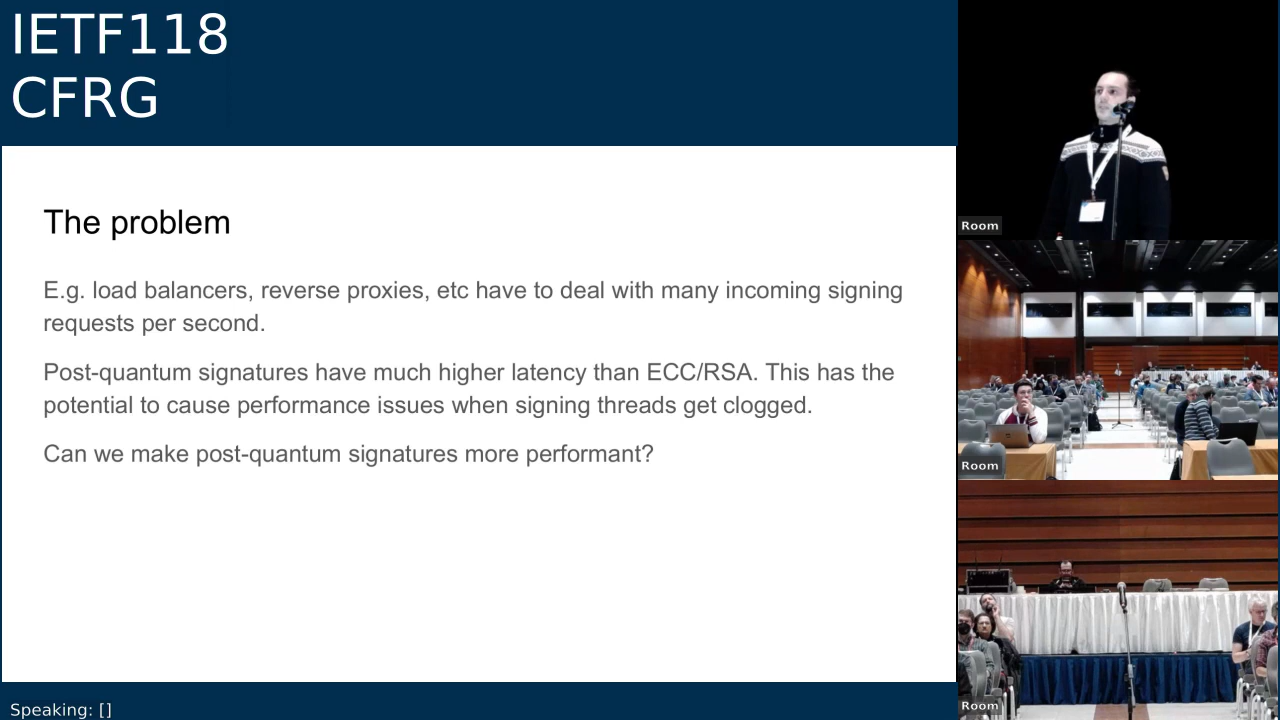 IETF118
CFRG
The problem
E.g. load balancers, reverse proxies, etc have to deal with many incoming signing
requests per second.
Post-quantum signatures have much higher latency than ECC/RSA. This has the
potential to cause performance issues when signing threads get clogged.
Can we make post-quantum signatures more performant?
Speaking: []
Room
Room
Room